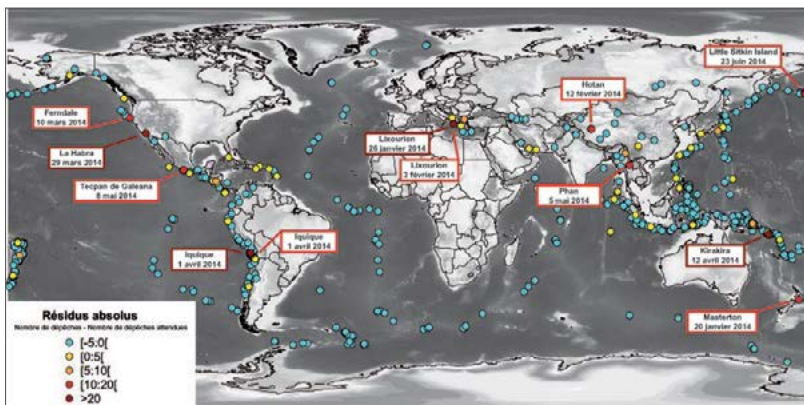 Little Sitkin Island
23 juin 2014
Hotan
12 février 2014
Ferndale
10 mars 2014
La Habra
29 mars 2014
Lixourion
26 janvier 2014
Lixourion
3 février 2014
Tecpan de Galeana
8 mai 2014
Phan
5 mai 2014
Iquique
1 avril 2014
Iquique
1 avril 2014
Kirakira
12 avril 2014
Masterton
20 janvier 2014
Résidus absolus
Nombre de dépêches - Nombre de dépêches attendues
[-5:0[
[0:5[
[5:10[
[10:20[
>20